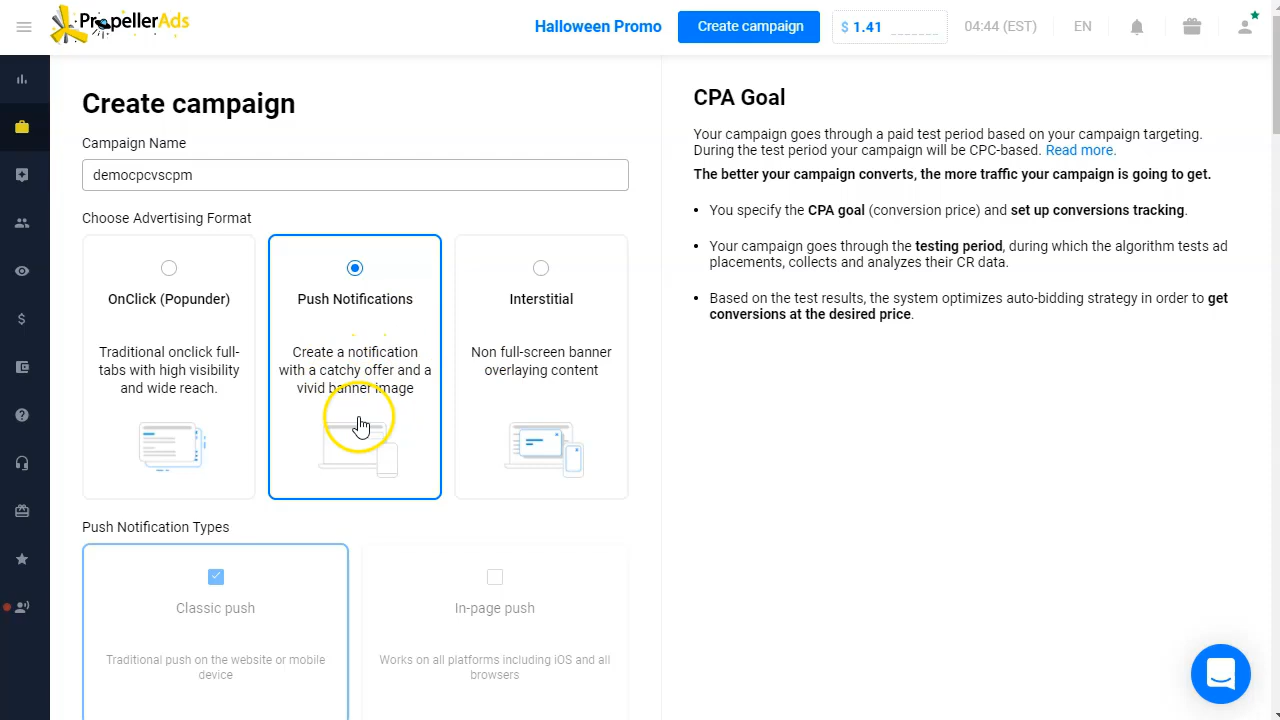 PropellerAds
Halloween Promo
Create campaign
$ 1.41
04:44 (EST)
EN
Create campaign
Campaign Name
democpcvscpm
Choose Advertising Format
OnClick (Popunder)
Traditional onclick full-
tabs with high visibility
and wide reach.
Push Notifications
Create a notification
with a catchy offer and a
vivid banner image
Interstitial
Non full-screen banner
overlaying content
Push Notification Types
Classic push
Traditional push on the website or mobile
device
In-page push
Works on all platforms including iOS and all
browsers
CPA Goal
Your campaign goes through a paid test period based on your campaign targeting.
During the test period your campaign will be CPC-based. Read more.
The better your campaign converts, the more traffic your campaign is going to get.
• You specify the CPA goal (conversion price) and set up conversions tracking.
• Your campaign goes through the testing period, during which the algorithm tests ad
placements, collects and analyzes their CR data.
• Based on the test results, the system optimizes auto-bidding strategy in order to get
conversions at the desired price.